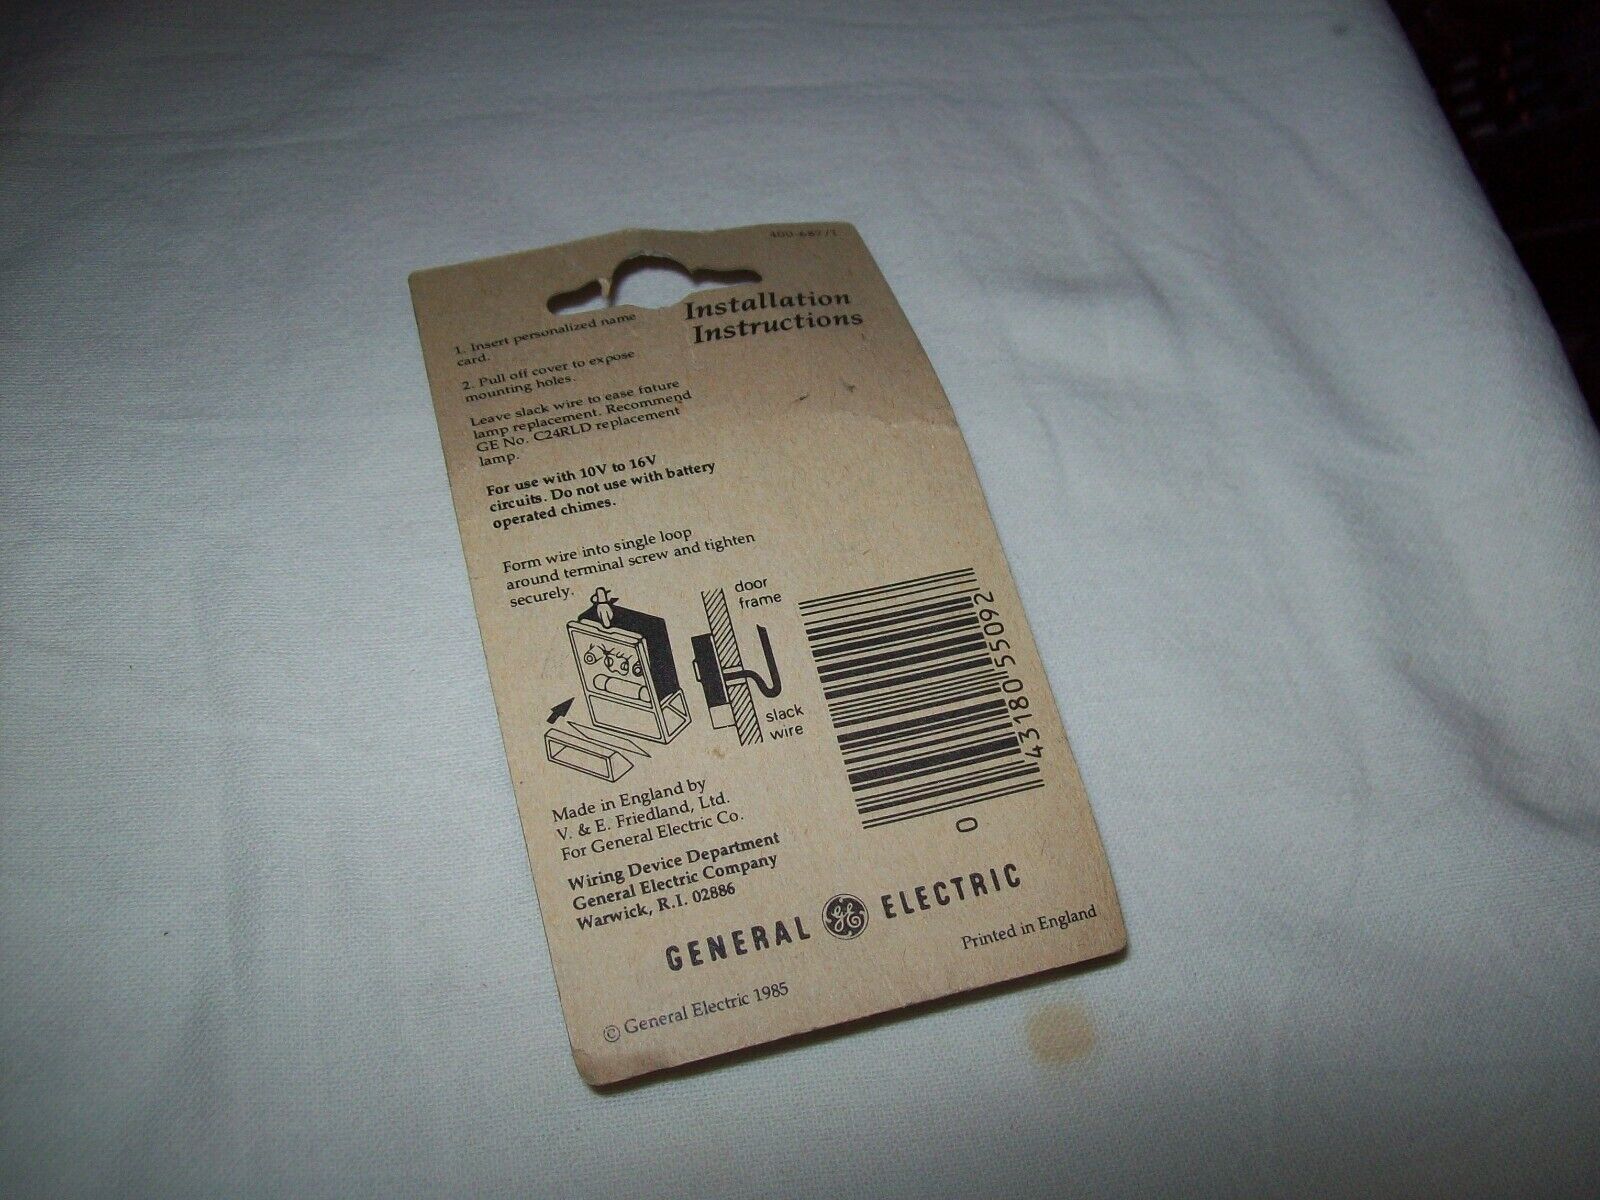 400-687/1
Installation
Instructions
1. Insert personalized name
card.
2. Pull off cover to expose
mounting holes.
Leave slack wire to ease future
lamp replacement. Recommend
GE No. C24RLD replacement
lamp.
For use with 10V to 16V
circuits. Do not use with battery
operated chimes.
Form wire into single loop
around terminal screw and tighten
securely.
door
frame
slack
wire
43180 55092
0
Made in England by
V. & E. Friedland, Ltd.
For General Electric Co.
Wiring Device Department
General Electric Company
Warwick, R.I. 02886
GENERAL GE ELECTRIC
Printed in England
© General Electric 1985